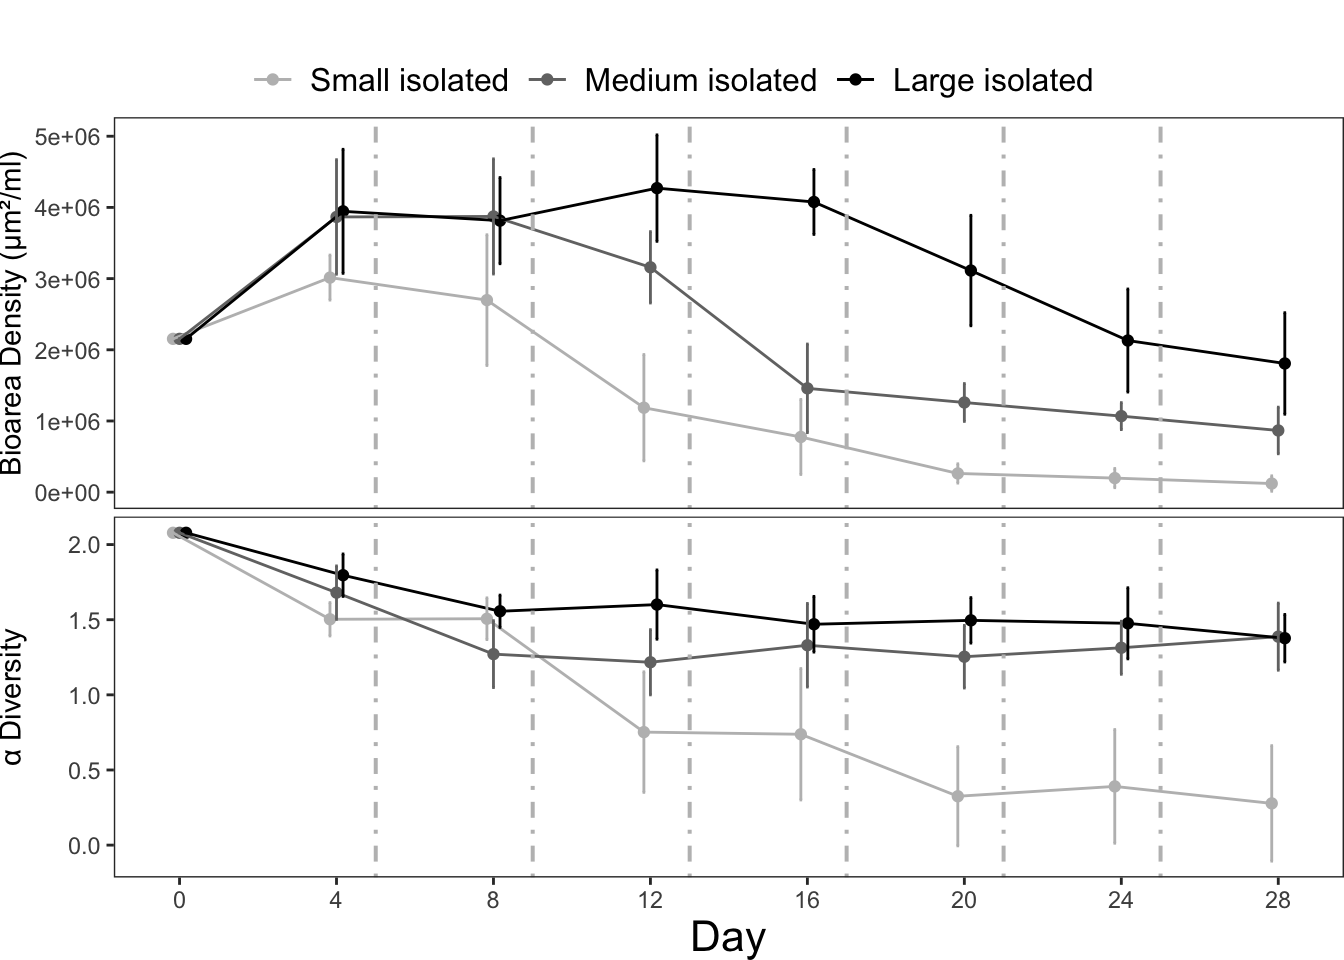 Small isolated Medium isolated Large isolated
Bioarea Density (μm²/ml)
5e+06
4e+06
3e+06
2e+06
1e+06
0e+00
α Diversity
2.0
1.5
1.0
0.5
0.0
0 4 8 12 16 20 24 28
Day